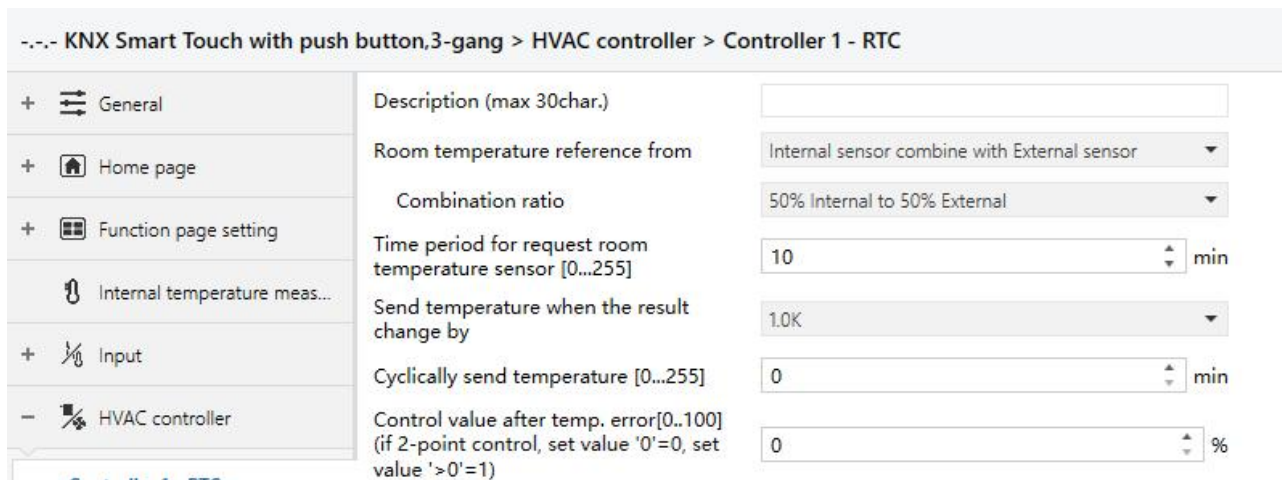 -.-.- KNX Smart Touch with push button,3-gang > HVAC controller > Controller 1 - RTC
+ General
+ Home page
+ Function page setting
Internal temperature meas...
+ Input
– HVAC controller
Description (max 30char.)
Room temperature reference from
Internal sensor combine with External sensor
Combination ratio
50% Internal to 50% External
Time period for request room
temperature sensor [0...255]
10 min
Send temperature when the result
change by
1.0K
Cyclically send temperature [0...255]
0 min
Control value after temp. error[0..100]
(if 2-point control, set value '0'=0, set
value '>0'=1)
0 %